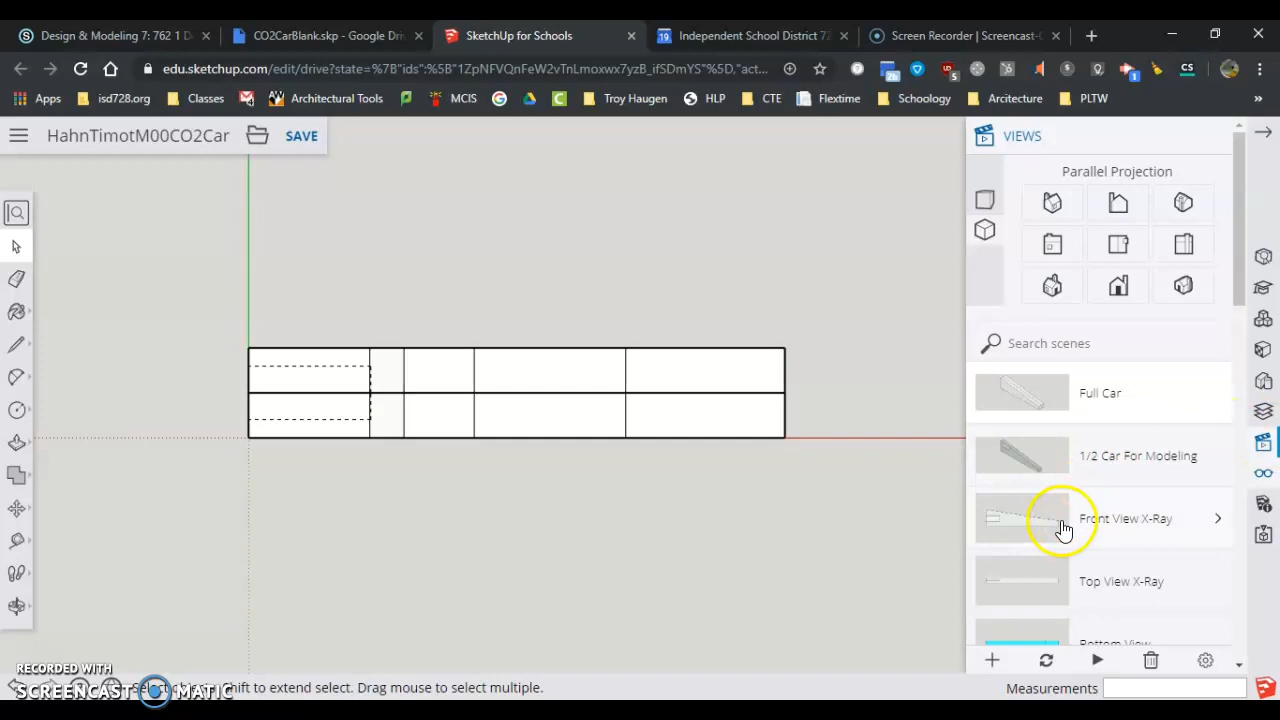 Design & Modeling 7: 762 1 D
CO2CarBlank.skp - Google Driv
SketchUp for Schools
Independent School District 72
Screen Recorder | Screencast-O
edu.sketchup.com/edit/drive?state=%7B"ids":%5B"1ZpNFVQnFeW2vTnLmoxwx7yzB_ifSDmYS"%5D,"act...
Apps
isd728.org
Classes
Architectural Tools
MCIS
Troy Haugen
HLP
CTE
Flextime
Schoology
Arcitecture
PLTW
»
HahnTimotM00CO2Car
SAVE
VIEWS
Parallel Projection
Search scenes
Full Car
1/2 Car For Modeling
Front View X-Ray
Top View X-Ray
Bottom View
RECORDED WITH
SCREENCAST MATIC
Shift to extend select. Drag mouse to select multiple.
Measurements